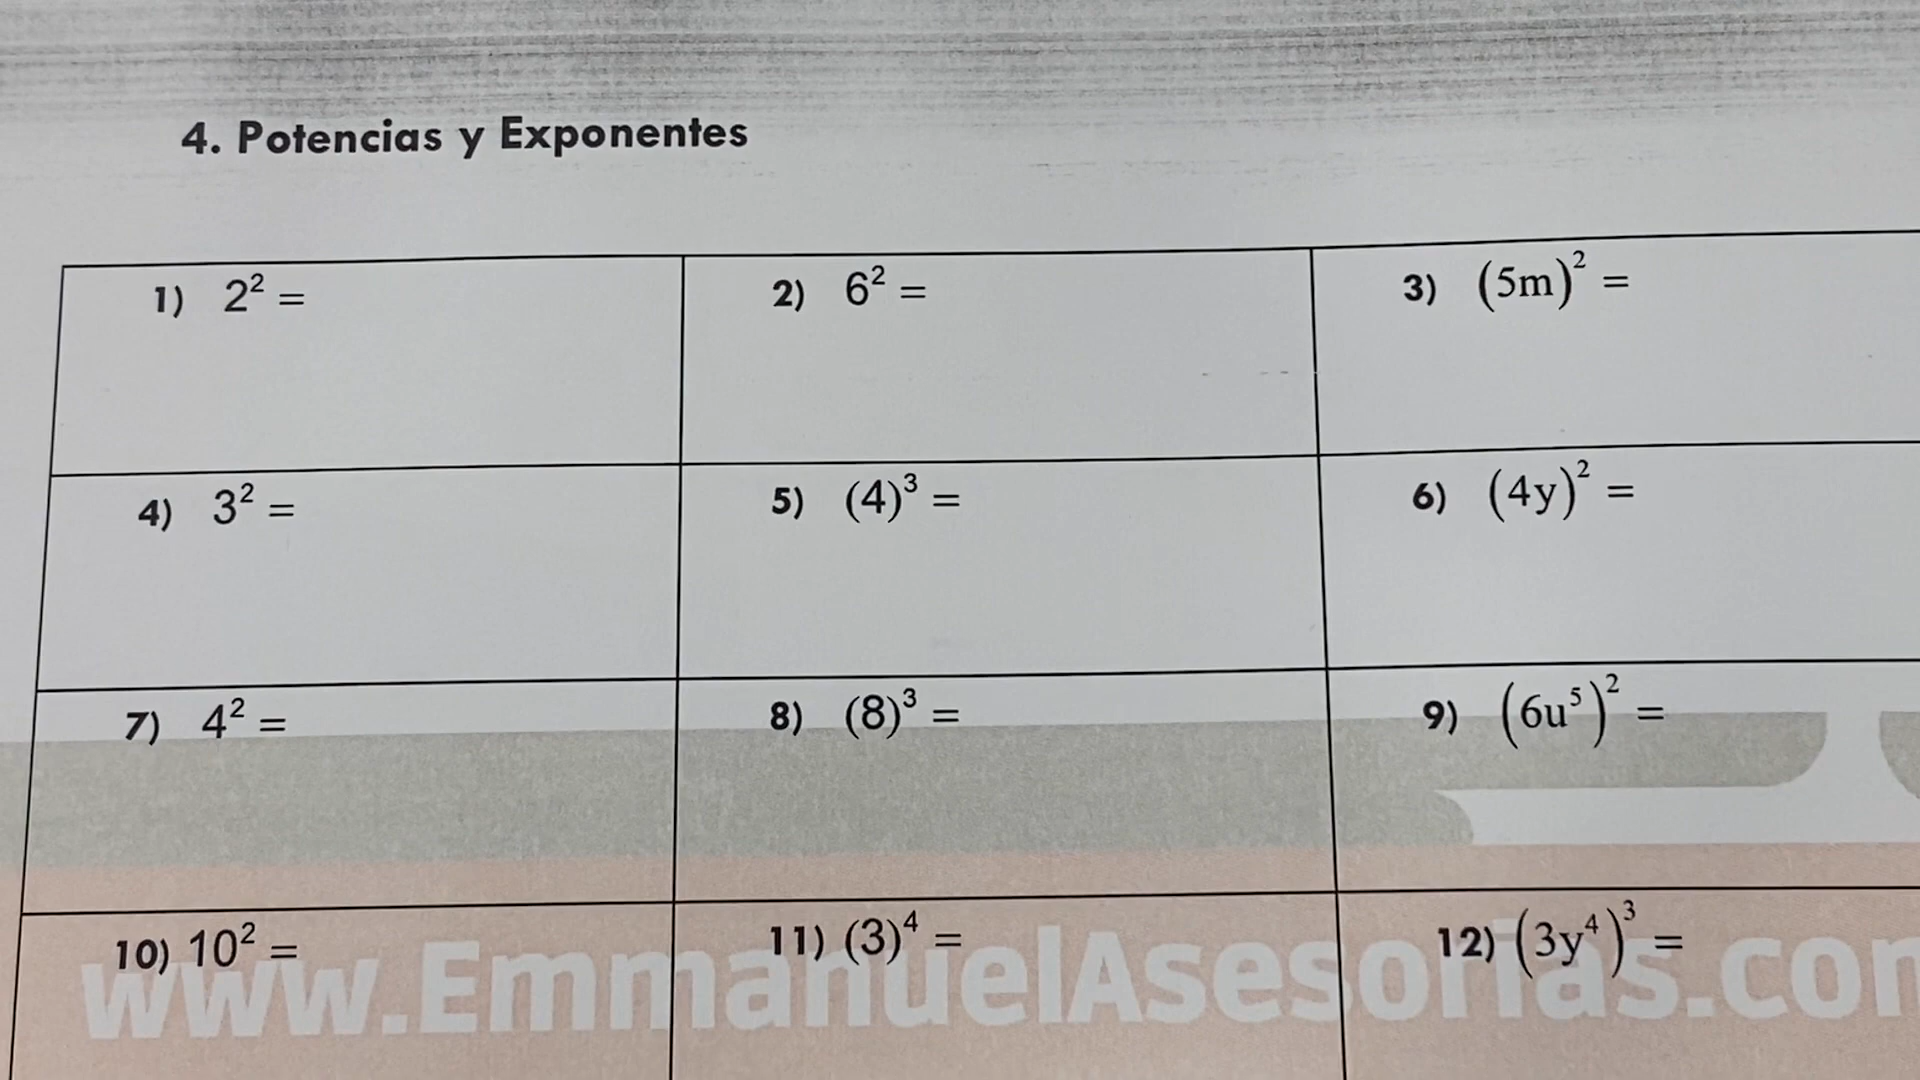 4. Potencias y Exponentes
1) 2² =
2) 6² =
3) (5m)² =
4) 3² =
5) (4)³ =
6) (4y)² =
7) 4² =
8) (8)³ =
9) (6u⁵)² =
10) 10² =
11) (3)⁴ =
12) (3y⁴)³ =
www.EmmanuelAsesorias.com